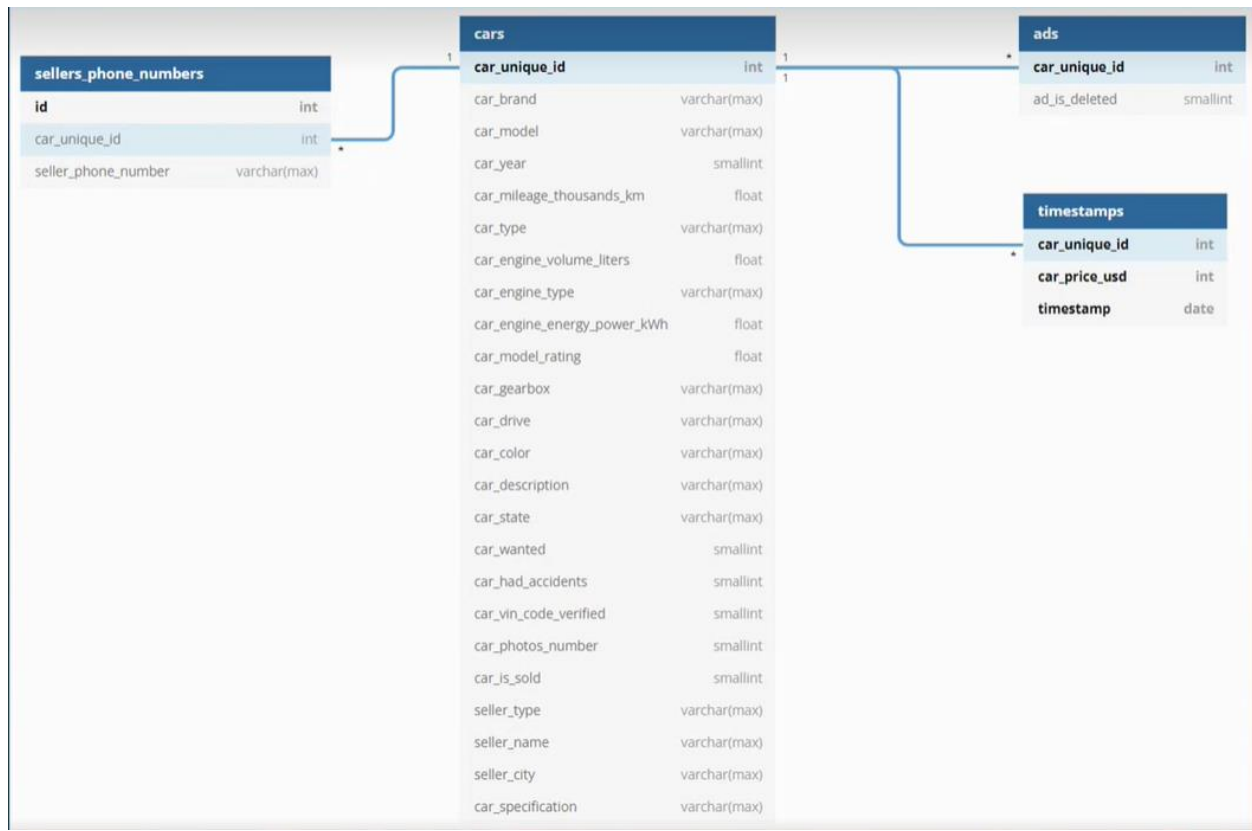 sellers_phone_numbers
id int
car_unique_id int
*
seller_phone_number varchar(max)
cars
1 car_unique_id int 1
1
car_brand varchar(max)
car_model varchar(max)
car_year smallint
car_mileage_thousands_km float
car_type varchar(max)
car_engine_volume_liters float
car_engine_type varchar(max)
car_engine_energy_power_kWh float
car_model_rating float
car_gearbox varchar(max)
car_drive varchar(max)
car_color varchar(max)
car_description varchar(max)
car_state varchar(max)
car_wanted smallint
car_had_accidents smallint
car_vin_code_verified smallint
car_photos_number smallint
car_is_sold smallint
seller_type varchar(max)
seller_name varchar(max)
seller_city varchar(max)
car_specification varchar(max)
ads
* car_unique_id int
ad_is_deleted smallint
timestamps
* car_unique_id int
car_price_usd int
timestamp date